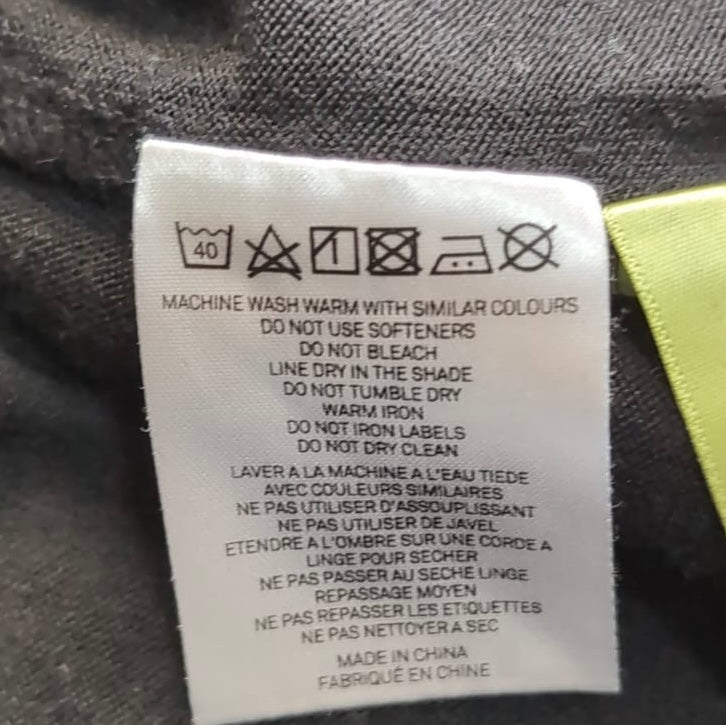 40
MACHINE WASH WARM WITH SIMILAR COLOURS
DO NOT USE SOFTENERS
DO NOT BLEACH
LINE DRY IN THE SHADE
DO NOT TUMBLE DRY
WARM IRON
DO NOT IRON LABELS
DO NOT DRY CLEAN
LAVER A LA MACHINE A L'EAU TIEDE
AVEC COULEURS SIMILAIRES
NE PAS UTILISER D'ASSOUPLISSANT
NE PAS UTILISER DE JAVEL
ETENDRE A L'OMBRE SUR UNE CORDE A
LINGE POUR SECHER
NE PAS PASSER AU SECHE LINGE
REPASSAGE MOYEN
NE PAS REPASSER LES ETIQUETTES
NE PAS NETTOYER A SEC
MADE IN CHINA
FABRIQUÉ EN CHINE